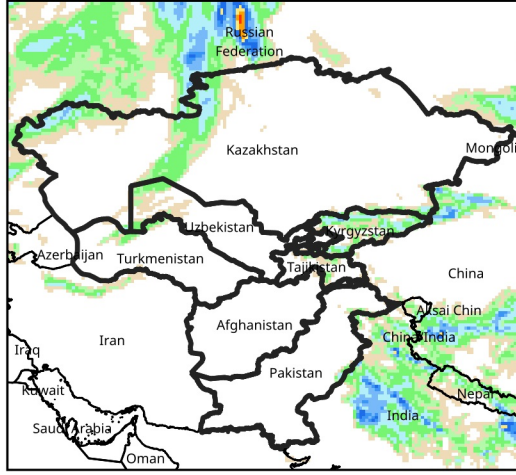 Russian
Federation
Kazakhstan
Mongoli
Uzbekistan
Kyrgyzstan
Azerbaijan
Turkmenistan
Tajikistan
China
Aksai Chin
Afghanistan
China/India
Iran
Iraq
Pakistan
Kuwait
Nepal
India
Saudi Arabia
Oman